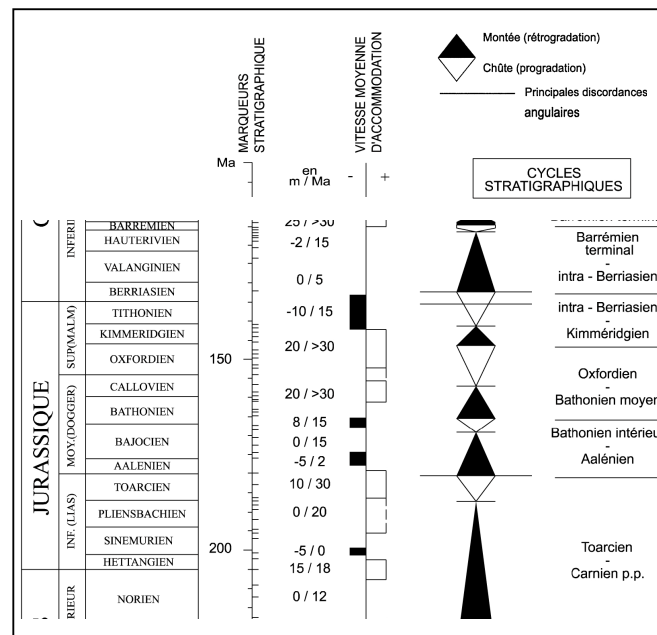 Montée (rétrogradation)
Chûte (progradation)
Principales discordances
angulaires
MARQUEURS
STRATIGRAPHIQUE
VITESSE MOYENNE
D'ACCOMMODATION
Ma
en
m / Ma
- +
CYCLES
STRATIGRAPHIQUES
BARREMIEN
25 / >30
HAUTERIVIEN
-2 / 15
Barrémien
terminal
-
intra - Berriasien
VALANGINIEN
0 / 5
BERRIASIEN
JURASSIQUE
SUP(MALM)
TITHONIEN
-10 / 15
intra - Berriasien
-
Kimméridgien
KIMMERIDGIEN
20 / >30
150
OXFORDIEN
Oxfordien
-
Bathonien moyen
MOY.(DOGGER)
CALLOVIEN
20 / >30
BATHONIEN
8 / 15
BAJOCIEN
0 / 15
Bathonien intérieu
-
Aalénien
AALENIEN
-5 / 2
INF. (LIAS)
TOARCIEN
10 / 30
PLIENSBACHIEN
0 / 20
SINEMURIEN
200
-5 / 0
HETTANGIEN
15 / 18
Toarcien
-
Carnien p.p.
RIEUR
NORIEN
0 / 12